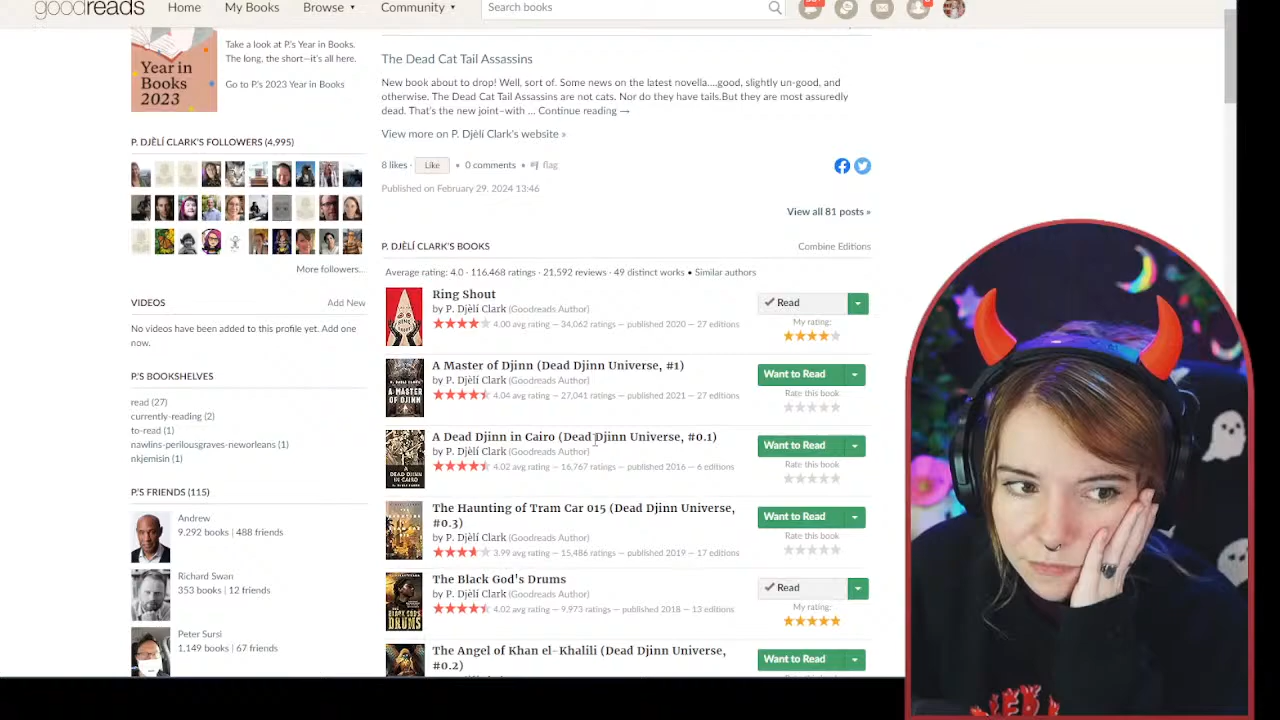 goodreads
Home My Books Browse ▾ Community ▾ Search books
Year in
Books
2023
Take a look at P.'s Year in Books.
The long, the short—it's all here.
Go to P.'s 2023 Year in Books
P. DJÈLÍ CLARK'S FOLLOWERS (4,995)
More followers...
VIDEOS Add New
No videos have been added to this profile yet. Add one
now.
P.'S BOOKSHELVES
read (27)
currently-reading (2)
to-read (1)
nawlins-perilousgraves-neworleans (1)
nkjemisin (1)
P.'S FRIENDS (115)
Andrew
9,292 books | 488 friends
Richard Swan
353 books | 12 friends
Peter Sursi
1,149 books | 67 friends
The Dead Cat Tail Assassins
New book about to drop! Well, sort of. Some news on the latest novella….good, slightly un-good, and
otherwise. The Dead Cat Tail Assassins are not cats. Nor do they have tails.But they are most assuredly
dead. That's the new joint–with ... Continue reading →
View more on P. Djèlí Clark's website »
8 likes · Like • 0 comments • flag
Published on February 29, 2024 13:46
View all 81 posts »
P. DJÈLÍ CLARK'S BOOKS Combine Editions
Average rating: 4.0 · 116,468 ratings · 21,592 reviews · 49 distinct works • Similar authors
Ring Shout
by P. Djèlí Clark (Goodreads Author)
4.00 avg rating — 34,062 ratings — published 2020 — 27 editions
Read
My rating:
A Master of Djinn (Dead Djinn Universe, #1)
by P. Djèlí Clark (Goodreads Author)
4.04 avg rating — 27,041 ratings — published 2021 — 27 editions
Want to Read
Rate this book
A MASTER
OF DJINN
A Dead Djinn in Cairo (Dead Djinn Universe, #0.1)
by P. Djèlí Clark (Goodreads Author)
4.02 avg rating — 16,767 ratings — published 2016 — 6 editions
Want to Read
Rate this book
A
DEAD DJINN
IN CAIRO
The Haunting of Tram Car 015 (Dead Djinn Universe,
#0.3)
by P. Djèlí Clark (Goodreads Author)
3.99 avg rating — 15,486 ratings — published 2019 — 17 editions
Want to Read
Rate this book
The Black God's Drums
by P. Djèlí Clark (Goodreads Author)
4.02 avg rating — 9,973 ratings — published 2018 — 13 editions
Read
My rating:
The Angel of Khan el-Khalili (Dead Djinn Universe,
#0.2)
Want to Read